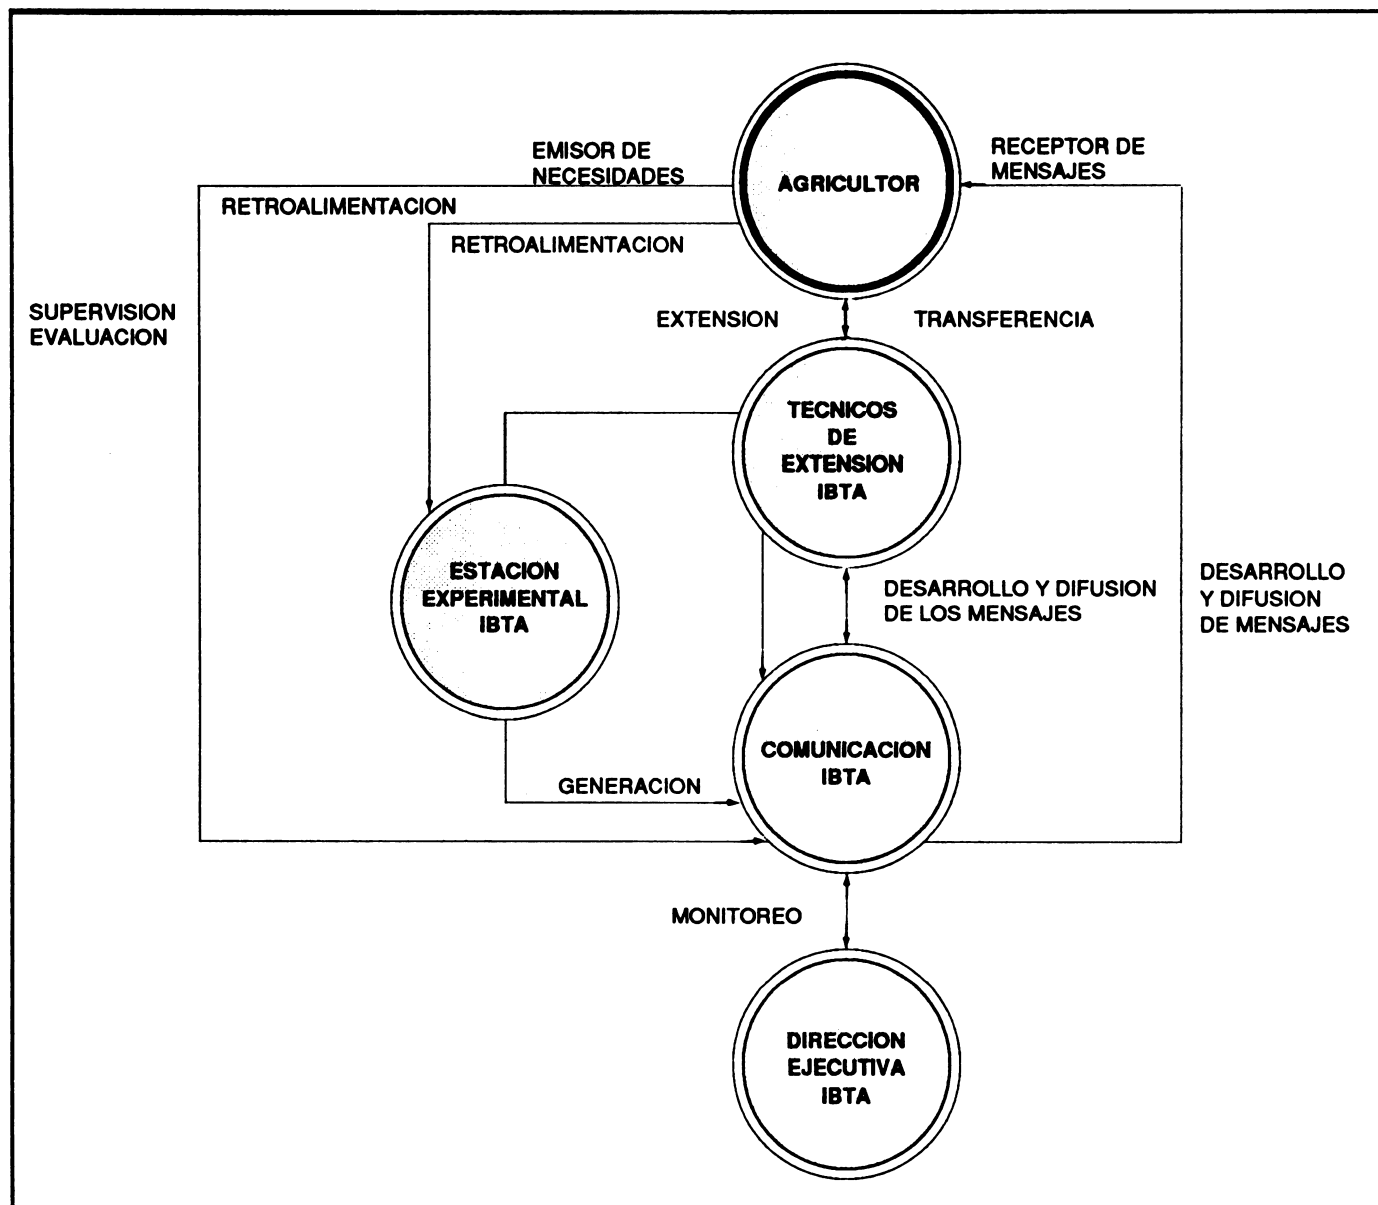 EMISOR DE
NECESIDADES
AGRICULTOR
RECEPTOR DE
MENSAJES
RETROALIMENTACION
RETROALIMENTACION
SUPERVISION
EVALUACION
EXTENSION
TRANSFERENCIA
TECNICOS
DE
EXTENSION
IBTA
ESTACION
EXPERIMENTAL
IBTA
DESARROLLO Y DIFUSION
DE LOS MENSAJES
DESARROLLO
Y DIFUSION
DE MENSAJES
COMUNICACION
IBTA
GENERACION
MONITOREO
DIRECCION
EJECUTIVA
IBTA